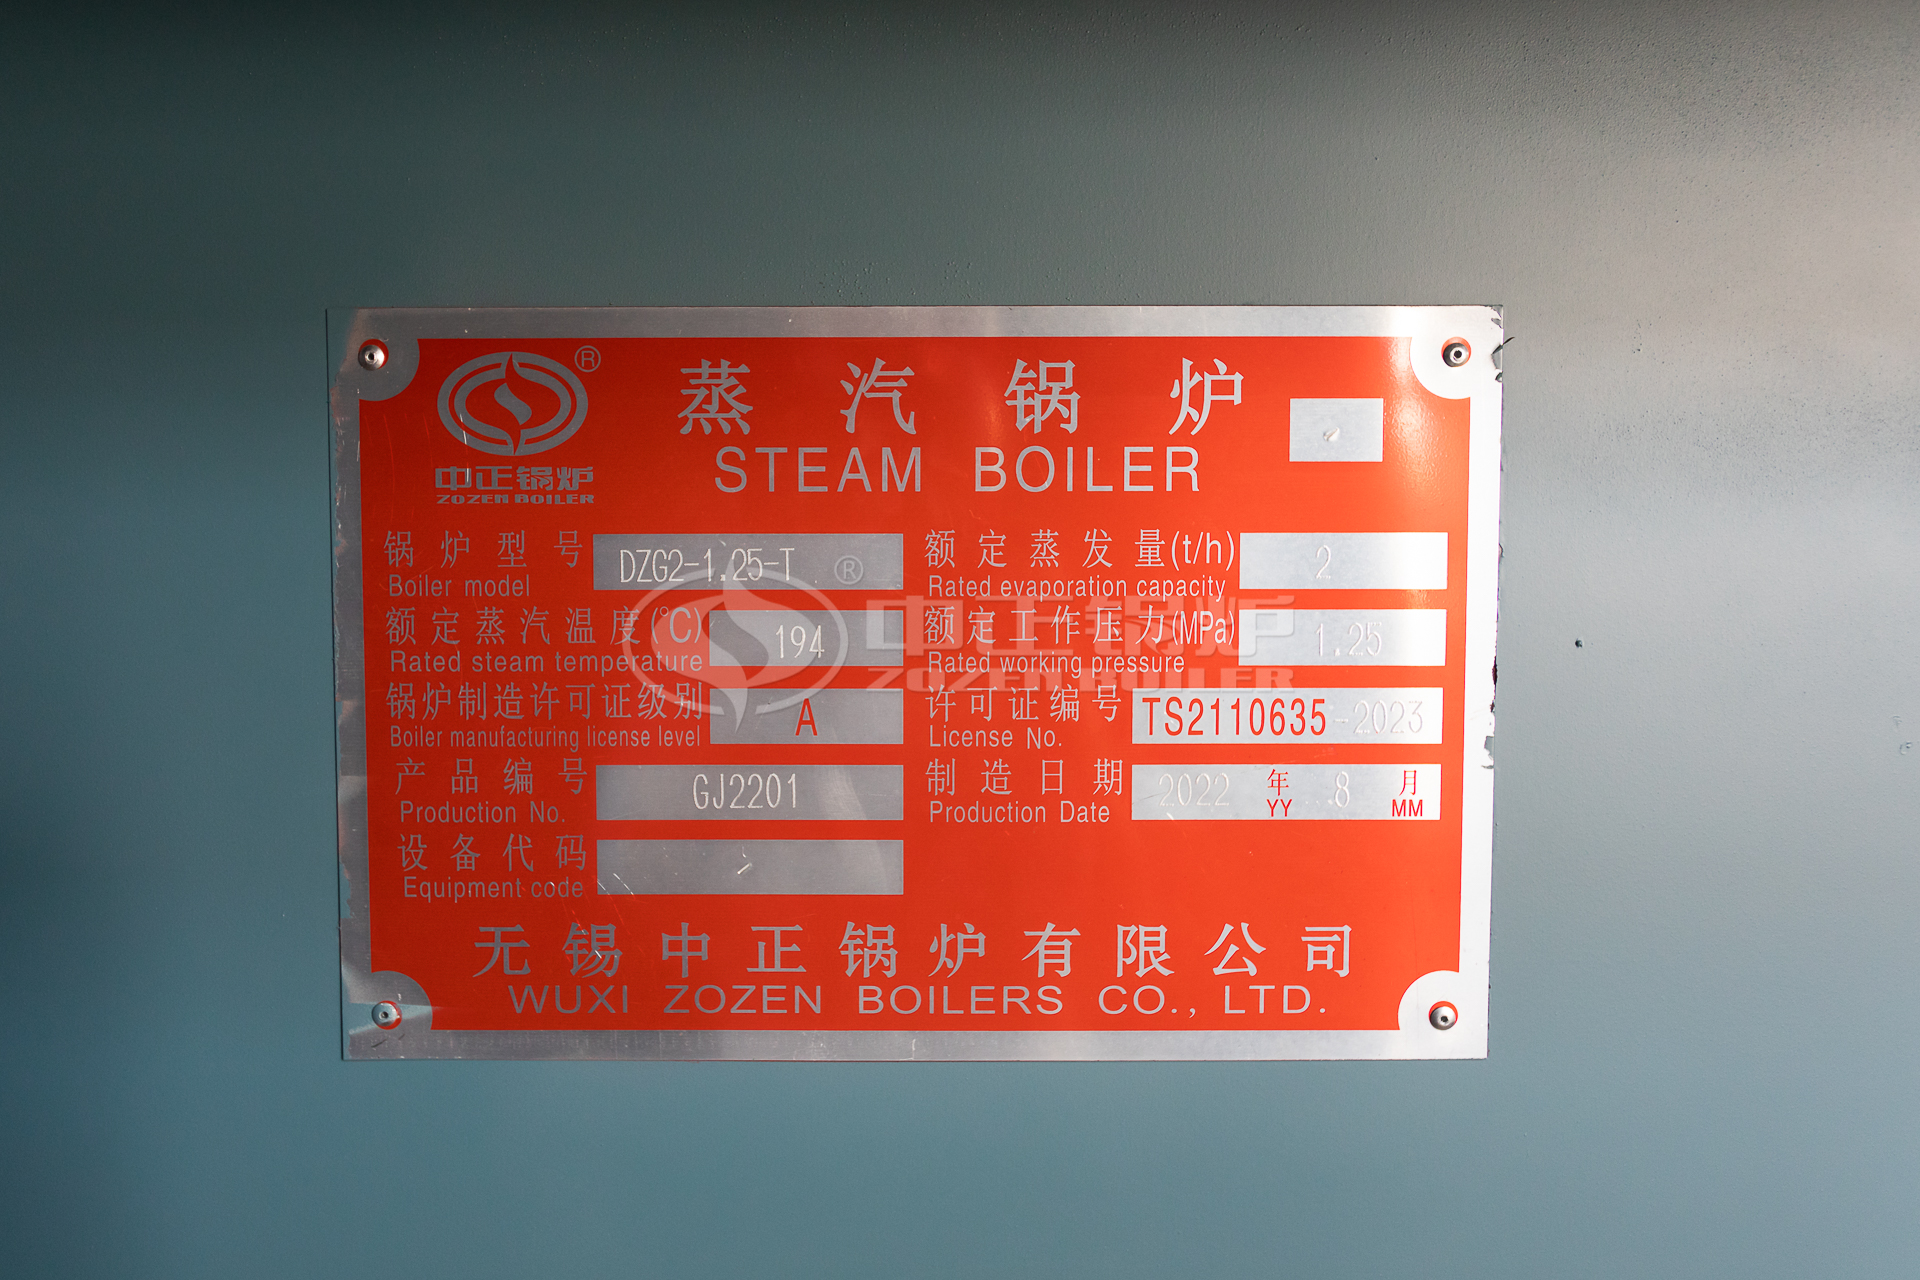 ®
中正锅炉
ZOZEN BOILER
蒸汽锅炉
STEAM BOILER
锅炉型号 DZG2-1.25-T
Boiler model
额定蒸发量(t/h) 2
Rated evaporation capacity
额定蒸汽温度(℃) 194
Rated steam temperature
额定工作压力(MPa) 1.25
Rated working pressure
锅炉制造许可证级别 A
Boiler manufacturing license level
许可证编号 TS2110635-2023
License No.
产品编号 GJ2201
Production No.
制造日期 2022 年 8 月
Production Date YY MM
设备代码
Equipment code
无锡中正锅炉有限公司
WUXI ZOZEN BOILERS CO., LTD.
®
中正锅炉
ZOZEN BOILER